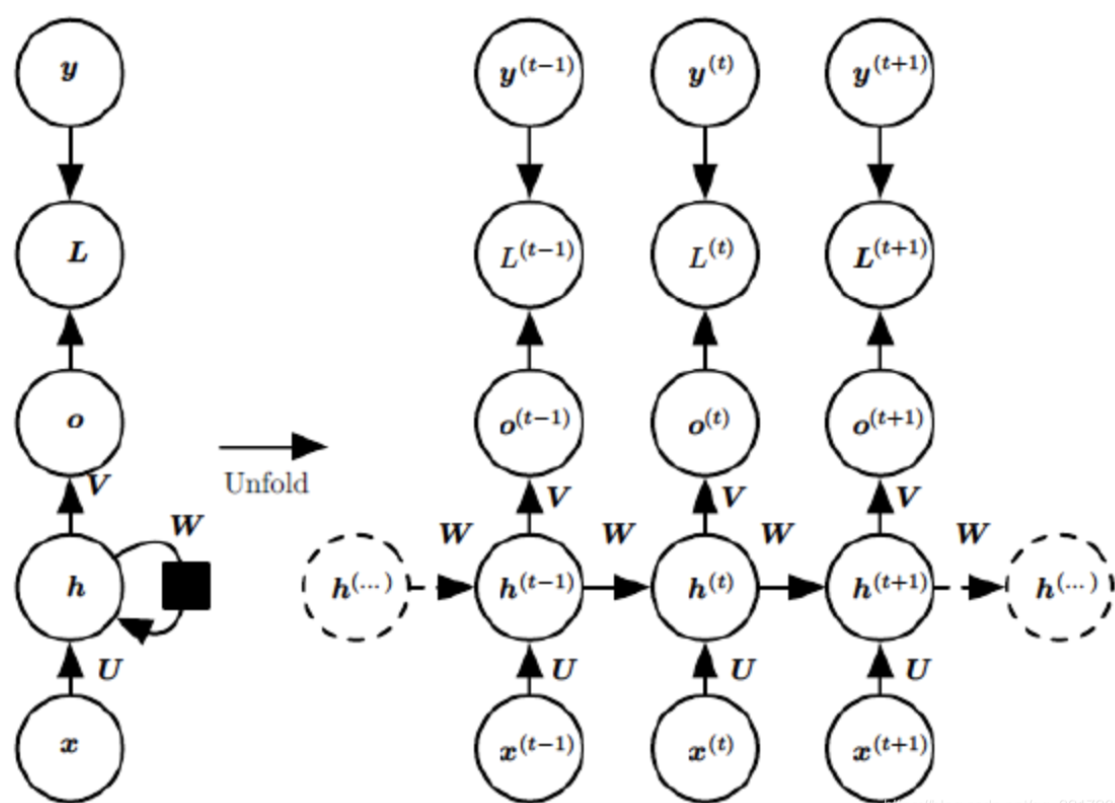 y y^(t−1) y^(t) y^(t+1)
L L^(t−1) L^(t) L^(t+1)
o o^(t−1) o^(t) o^(t+1)
Unfold
V V V V
W W W W W
h h^(...) h^(t−1) h^(t) h^(t+1) h^(...)
U U U U
x x^(t−1) x^(t) x^(t+1)